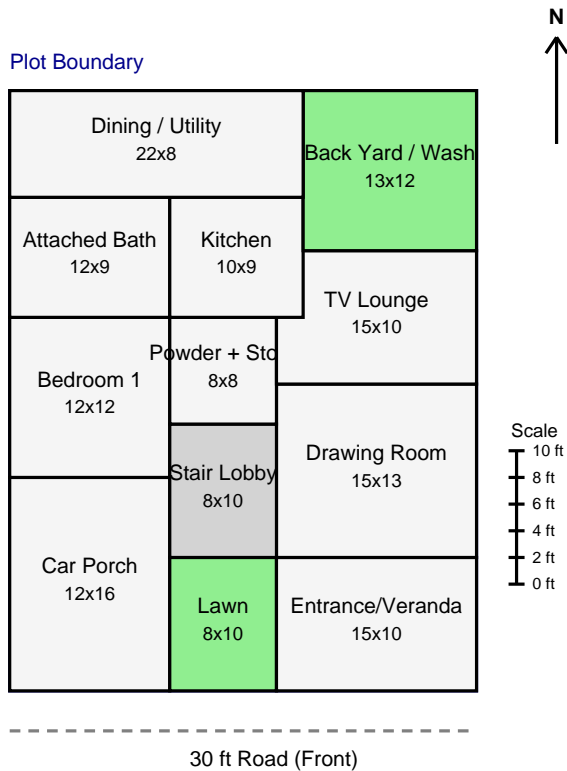 N
Plot Boundary
Dining / Utility
22x8
Back Yard / Wash
13x12
Attached Bath
12x9
Kitchen
10x9
TV Lounge
15x10
Powder + Sto
8x8
Bedroom 1
12x12
Stair Lobby
8x10
Drawing Room
15x13
Scale
10 ft
8 ft
6 ft
4 ft
2 ft
0 ft
Car Porch
12x16
Lawn
8x10
Entrance/Veranda
15x10
30 ft Road (Front)